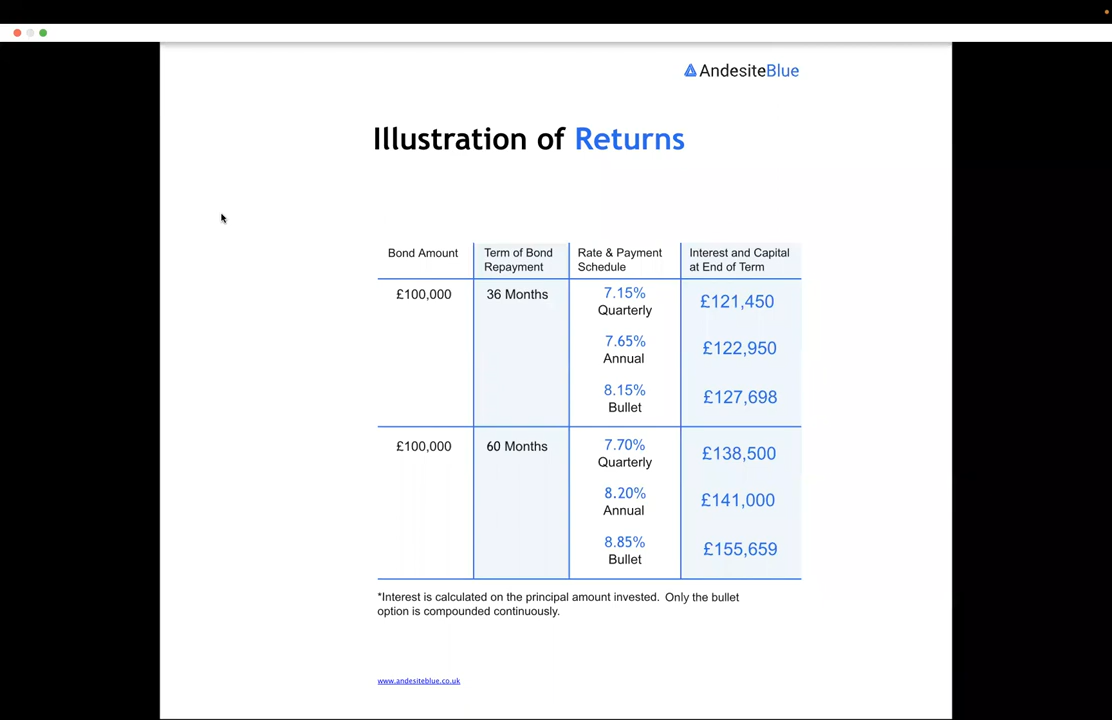 AndesiteBlue
Illustration of Returns
Bond Amount
Term of Bond
Repayment
Rate & Payment
Schedule
Interest and Capital
at End of Term
£100,000
36 Months
7.15%
Quarterly
£121,450
7.65%
Annual
£122,950
8.15%
Bullet
£127,698
£100,000
60 Months
7.70%
Quarterly
£138,500
8.20%
Annual
£141,000
8.85%
Bullet
£155,659
*Interest is calculated on the principal amount invested. Only the bullet
option is compounded continuously.
www.andesiteblue.co.uk